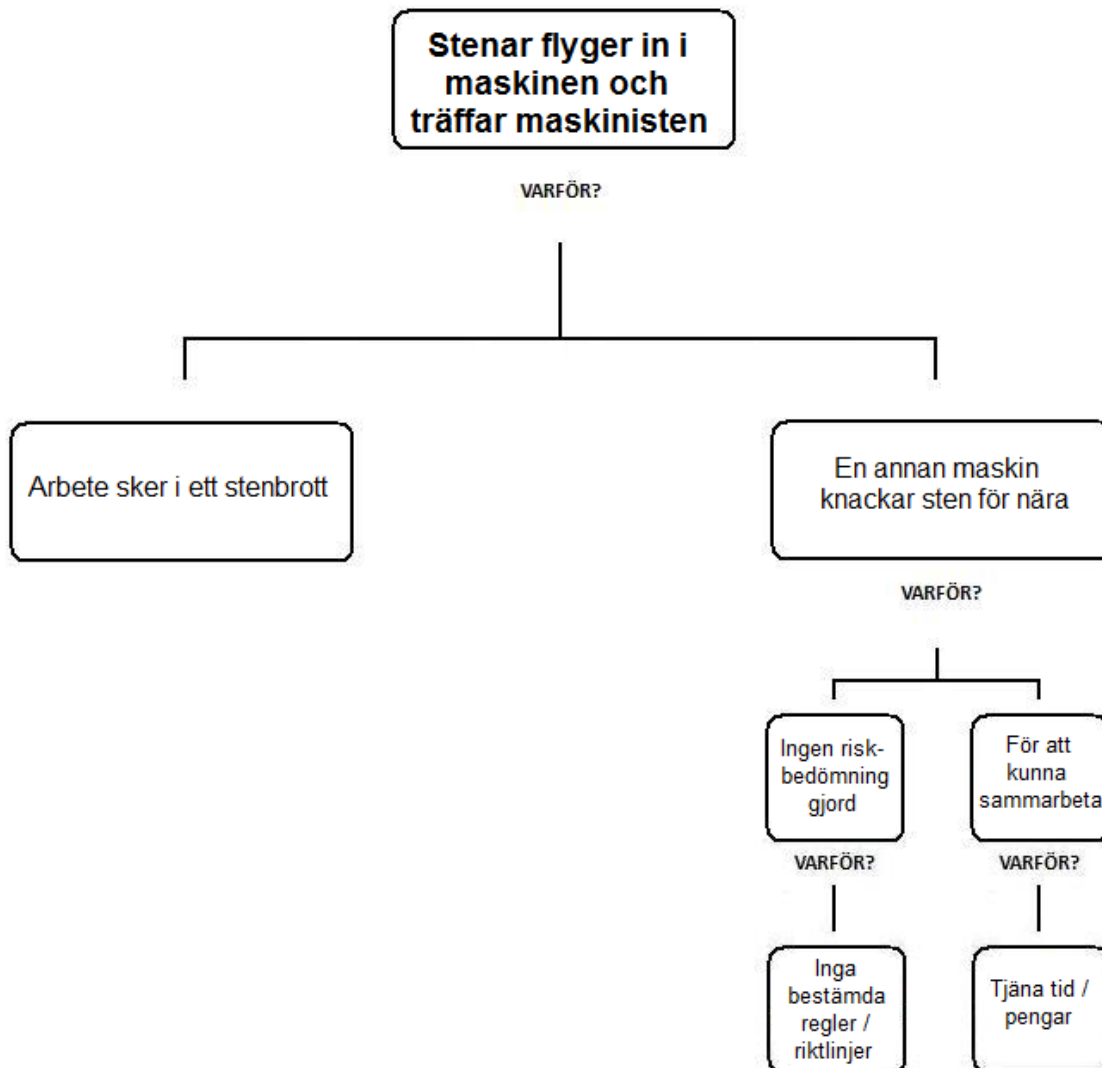 Stenar flyger in i
maskinen och
träffar maskinisten
VARFÖR?
Arbete sker i ett stenbrott
En annan maskin
knackar sten för nära
VARFÖR?
Ingen risk-
bedömning
gjord
För att
kunna
sammarbeta
VARFÖR?
VARFÖR?
Inga
bestämda
regler /
riktlinjer
Tjäna tid /
pengar